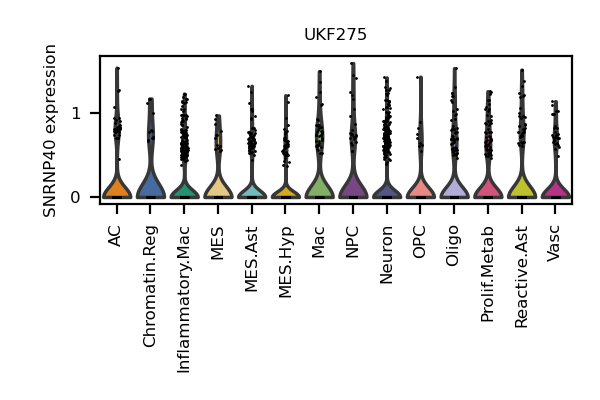 UKF275
SNRNP40 expression
1
0
AC
Chromatin.Reg
Inflammatory.Mac
MES
MES.Ast
MES.Hyp
Mac
NPC
Neuron
OPC
Oligo
Prolif.Metab
Reactive.Ast
Vasc